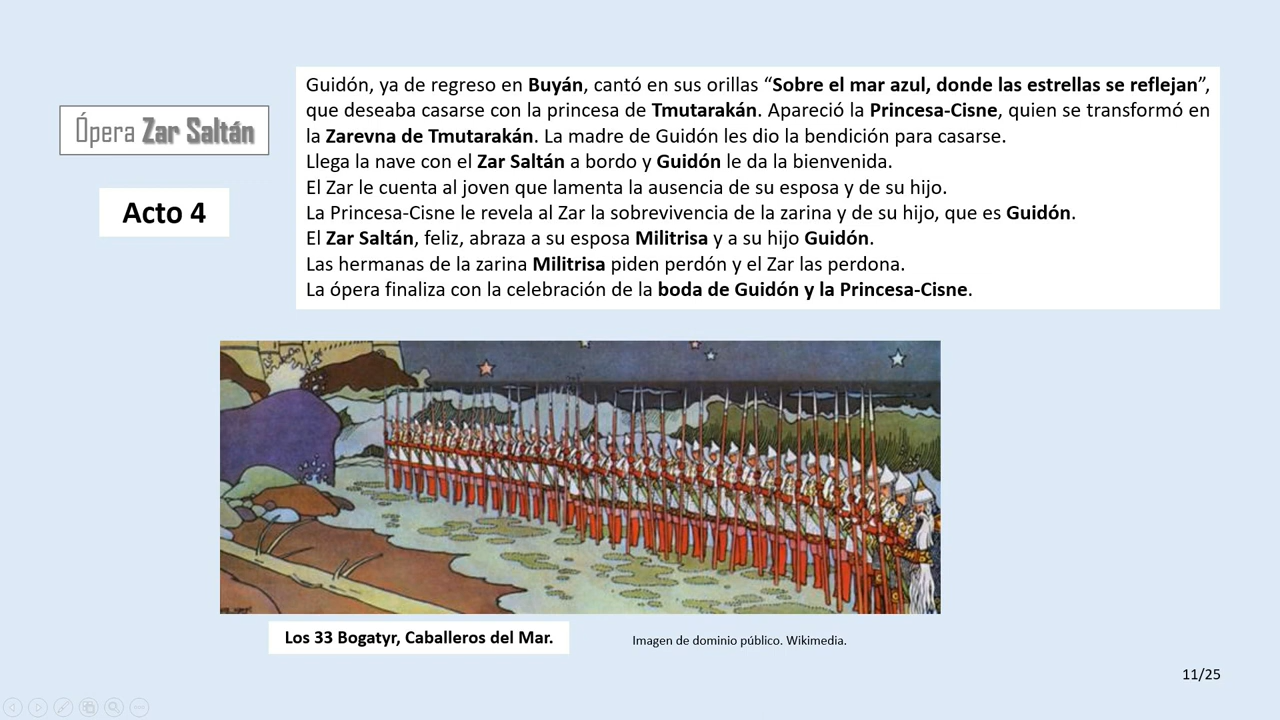 Ópera Zar Saltán
Acto 4
Guidón, ya de regreso en Buyán, cantó en sus orillas “Sobre el mar azul, donde las estrellas se reflejan”,
que deseaba casarse con la princesa de Tmutarakán. Apareció la Princesa-Cisne, quien se transformó en
la Zarevna de Tmutarakán. La madre de Guidón les dio la bendición para casarse.
Llega la nave con el Zar Saltán a bordo y Guidón le da la bienvenida.
El Zar le cuenta al joven que lamenta la ausencia de su esposa y de su hijo.
La Princesa-Cisne le revela al Zar la sobrevivencia de la zarina y de su hijo, que es Guidón.
El Zar Saltán, feliz, abraza a su esposa Militrisa y a su hijo Guidón.
Las hermanas de la zarina Militrisa piden perdón y el Zar las perdona.
La ópera finaliza con la celebración de la boda de Guidón y la Princesa-Cisne.
Los 33 Bogatyr, Caballeros del Mar.
Imagen de dominio público. Wikimedia.
11/25